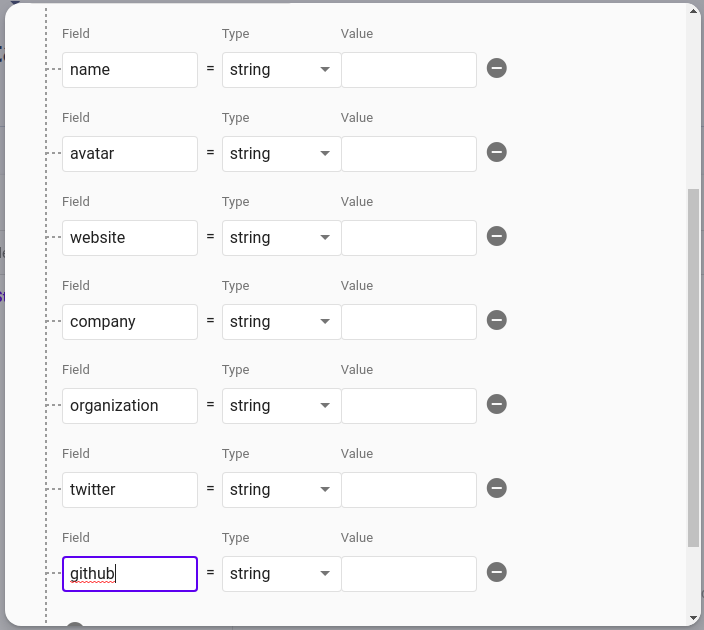 Field Type Value
name = string
Field Type Value
avatar = string
Field Type Value
website = string
Field Type Value
company = string
Field Type Value
organization = string
Field Type Value
twitter = string
Field Type Value
github = string